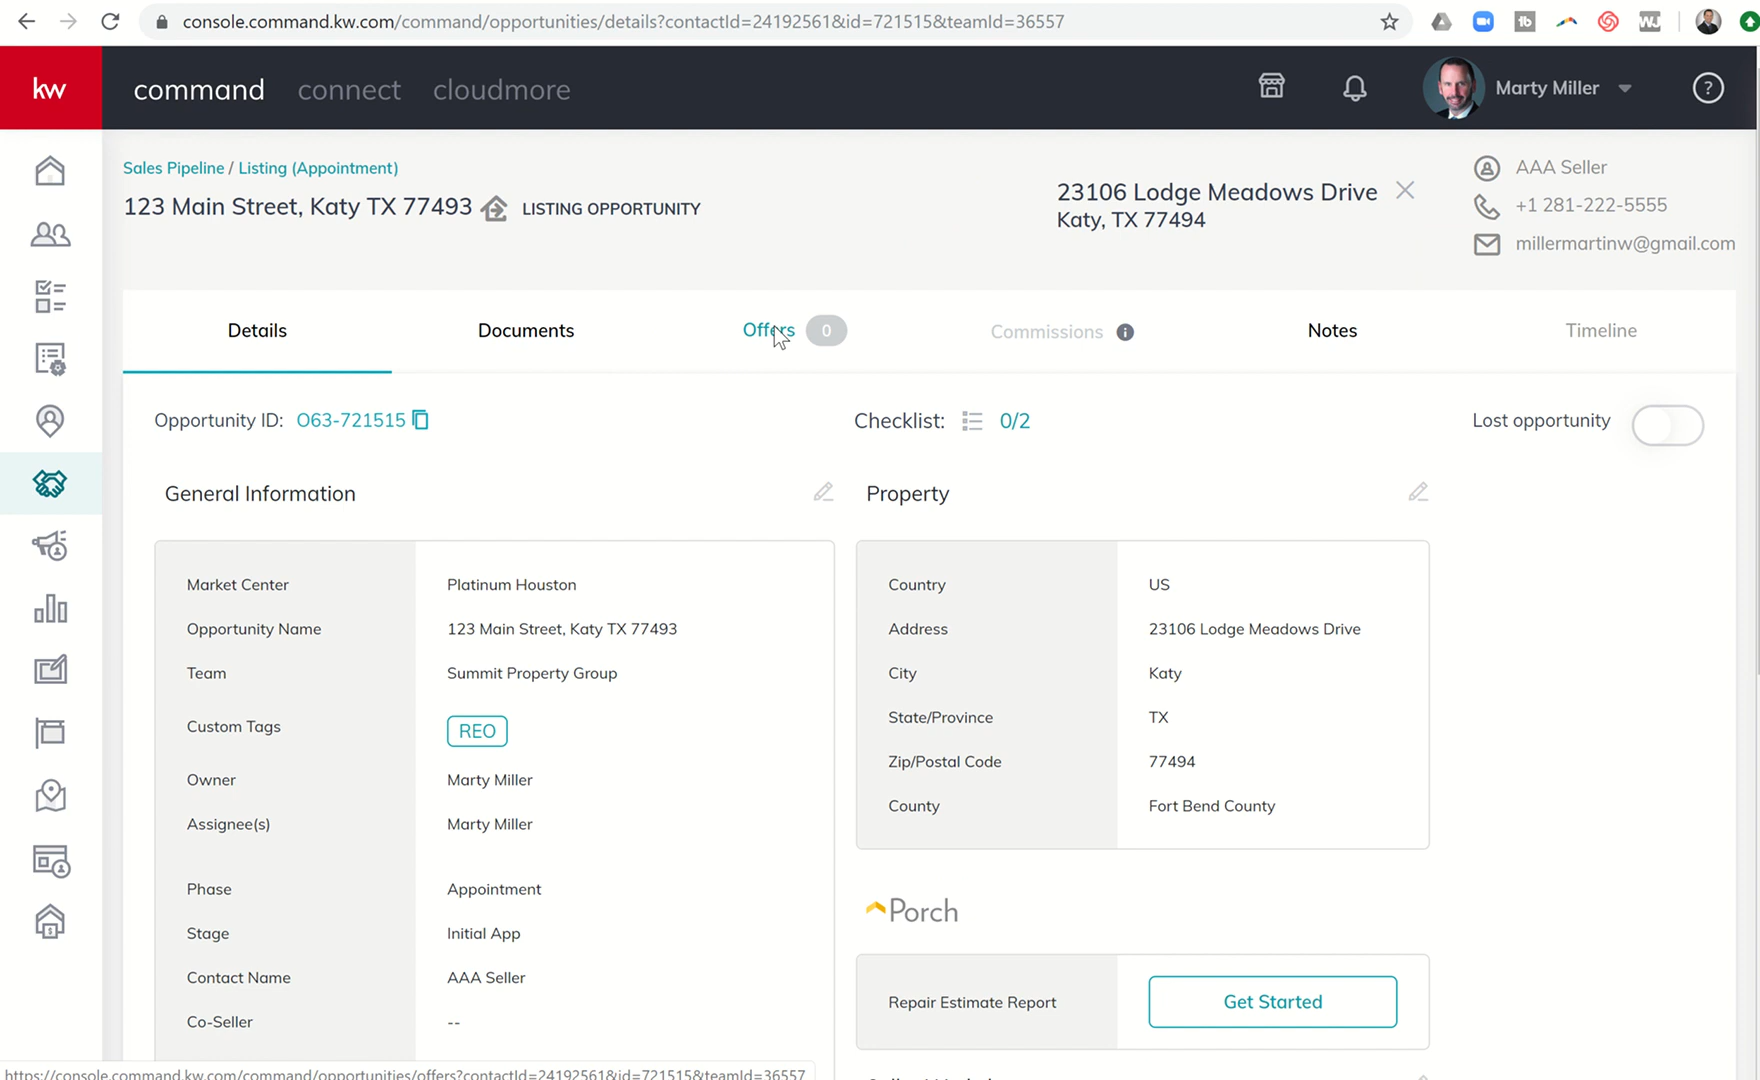 console.command.kw.com/command/opportunities/details?contactId=24192561&id=721515&teamId=36557
kw
command connect cloudmore
Marty Miller
?
Sales Pipeline / Listing (Appointment)
123 Main Street, Katy TX 77493 LISTING OPPORTUNITY
23106 Lodge Meadows Drive
Katy, TX 77494
AAA Seller
+1 281-222-5555
millermartinw@gmail.com
Details Documents Offers 0 Commissions i Notes Timeline
Opportunity ID: O63-721515
Checklist: 0/2
Lost opportunity
General Information
Market Center Platinum Houston
Opportunity Name 123 Main Street, Katy TX 77493
Team Summit Property Group
Custom Tags REO
Owner Marty Miller
Assignee(s) Marty Miller
Phase Appointment
Stage Initial App
Contact Name AAA Seller
Co-Seller --
Property
Country US
Address 23106 Lodge Meadows Drive
City Katy
State/Province TX
Zip/Postal Code 77494
County Fort Bend County
Porch
Repair Estimate Report Get Started
https://console.command.kw.com/command/opportunities/offers?contactId=24192561&id=721515&teamId=36557